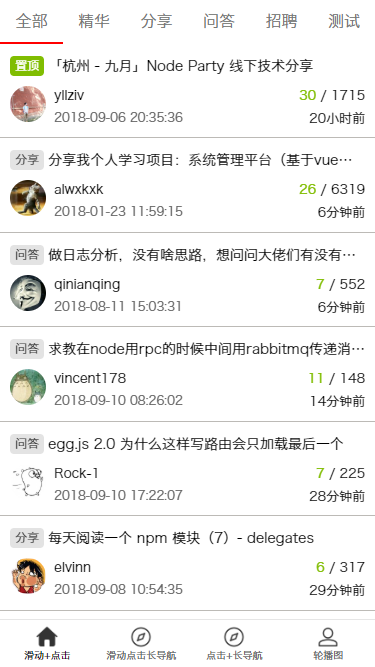 全部 精华 分享 问答 招聘 测试
置顶 「杭州 - 九月」Node Party 线下技术分享
yllziv 30 / 1715
2018-09-06 20:35:36 20小时前
分享 分享我个人学习项目：系统管理平台（基于vue…
alwxkxk 26 / 6319
2018-01-23 11:59:15 6分钟前
问答 做日志分析，没有啥思路，想问问大佬们有没有…
qinianqing 7 / 552
2018-08-11 15:03:31 6分钟前
问答 求教在node用rpc的时候中间用rabbitmq传递消…
vincent178 11 / 148
2018-09-10 08:26:02 14分钟前
问答 egg.js 2.0 为什么这样写路由会只加载最后一个
Rock-1 7 / 225
2018-09-10 17:22:07 28分钟前
分享 每天阅读一个 npm 模块（7）- delegates
elvinn 6 / 317
2018-09-08 10:54:35 29分钟前
滑动+点击 滑动点击长导航 点击+长导航 轮播图